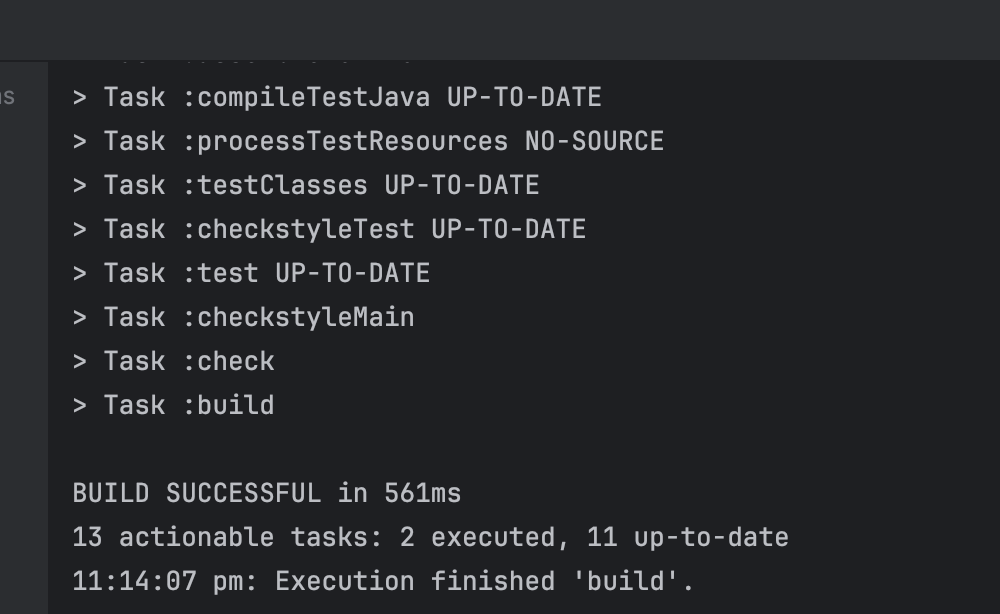 > Task :compileTestJava UP-TO-DATE
> Task :processTestResources NO-SOURCE
> Task :testClasses UP-TO-DATE
> Task :checkstyleTest UP-TO-DATE
> Task :test UP-TO-DATE
> Task :checkstyleMain
> Task :check
> Task :build
BUILD SUCCESSFUL in 561ms
13 actionable tasks: 2 executed, 11 up-to-date
11:14:07 pm: Execution finished 'build'.